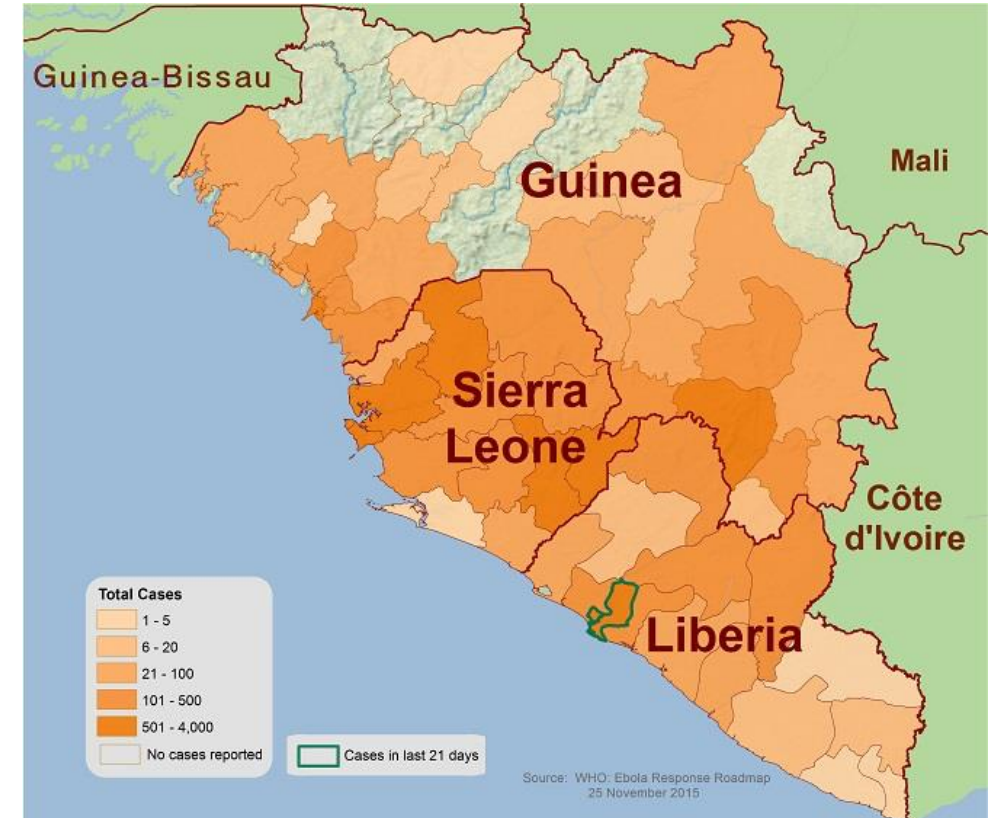 Guinea-Bissau
Mali
Guinea
Sierra
Leone
Côte
d'Ivoire
Liberia
Total Cases
1 - 5
6 - 20
21 - 100
101 - 500
501 - 4,000
No cases reported
Cases in last 21 days
Source: WHO: Ebola Response Roadmap
25 November 2015